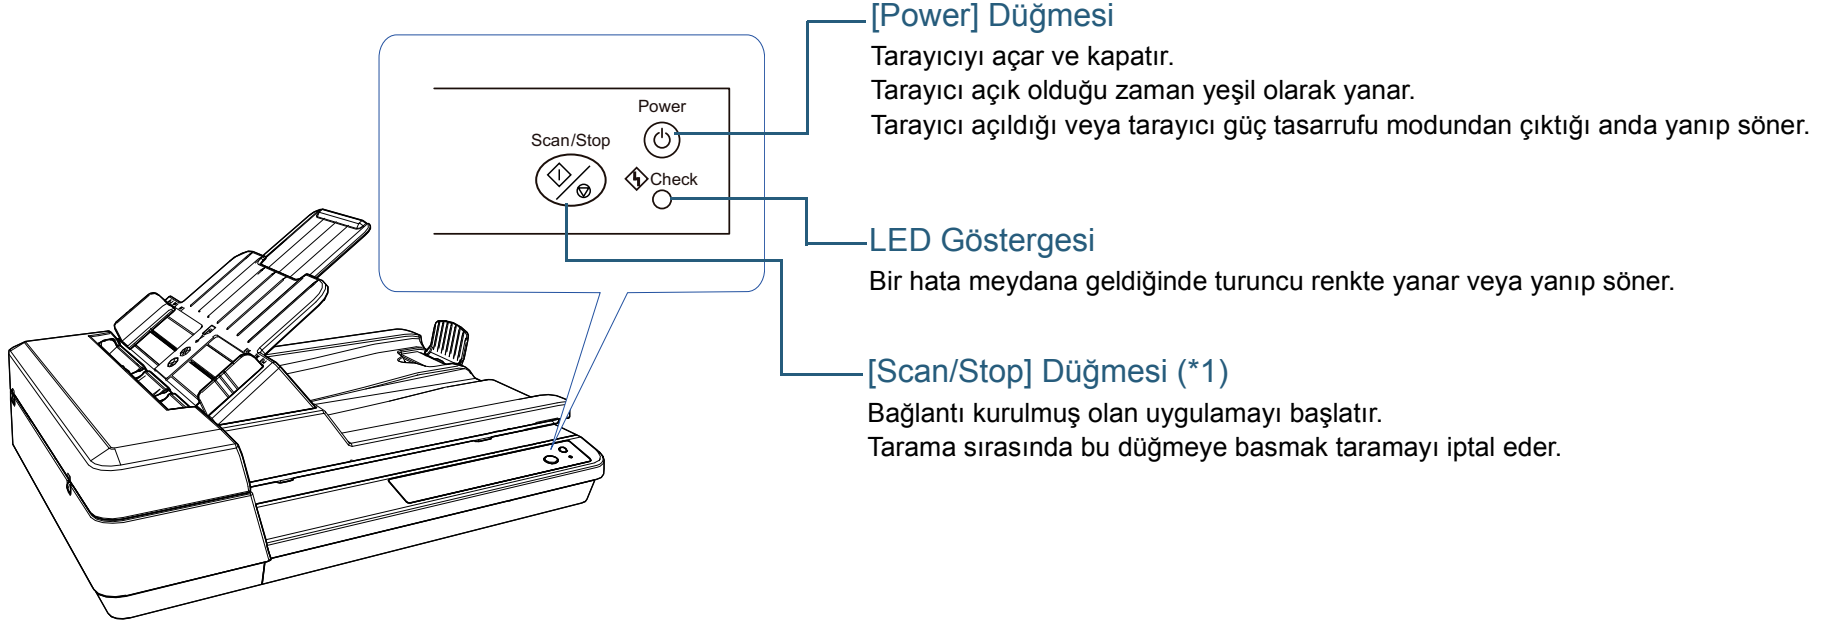 [Power] Düğmesi
Tarayıcıyı açar ve kapatır.
Tarayıcı açık olduğu zaman yeşil olarak yanar.
Tarayıcı açıldığı veya tarayıcı güç tasarrufu modundan çıktığı anda yanıp söner.
Power
Scan/Stop
Check
LED Göstergesi
Bir hata meydana geldiğinde turuncu renkte yanar veya yanıp söner.
[Scan/Stop] Düğmesi (*1)
Bağlantı kurulmuş olan uygulamayı başlatır.
Tarama sırasında bu düğmeye basmak taramayı iptal eder.